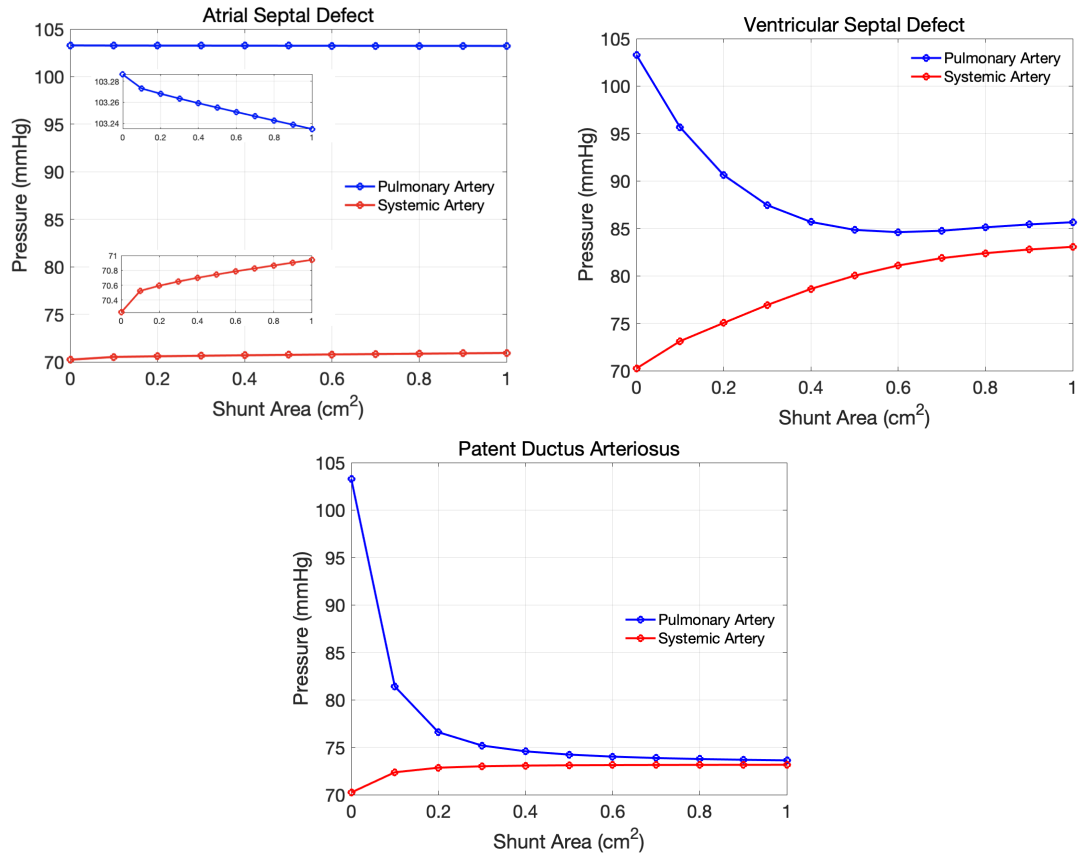 Atrial Septal Defect
105
100
95
90
85
80
75
70
Pressure (mmHg)
103.28
103.26
103.24
0 0.2 0.4 0.6 0.8 1
Pulmonary Artery
Systemic Artery
71
70.8
70.6
70.4
0 0.2 0.4 0.6 0.8 1
0 0.2 0.4 0.6 0.8 1
Shunt Area (cm²)
Ventricular Septal Defect
105
100
95
90
85
80
75
70
Pressure (mmHg)
Pulmonary Artery
Systemic Artery
0 0.2 0.4 0.6 0.8 1
Shunt Area (cm²)
Patent Ductus Arteriosus
105
100
95
90
85
80
75
70
Pressure (mmHg)
Pulmonary Artery
Systemic Artery
0 0.2 0.4 0.6 0.8 1
Shunt Area (cm²)